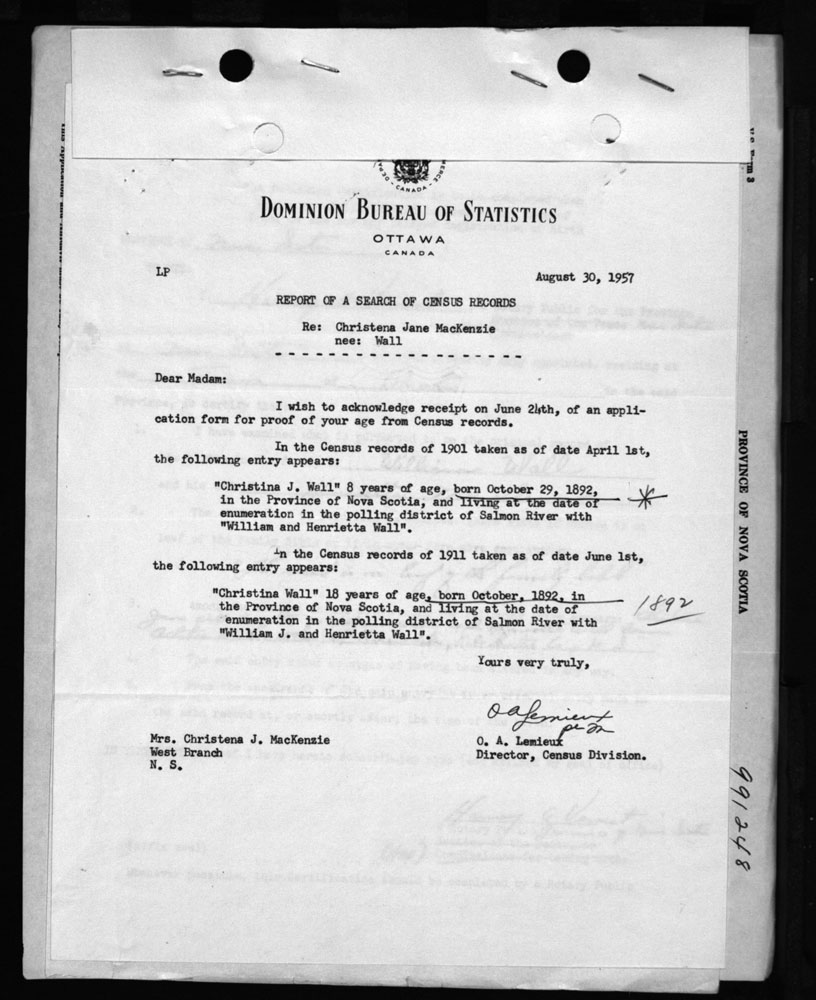 CANADA
DOMINION BUREAU OF STATISTICS
OTTAWA
CANADA
LP
August 30, 1957
REPORT OF A SEARCH OF CENSUS RECORDS
Re: Christena Jane MacKenzie
nee: Wall
Dear Madam:
I wish to acknowledge receipt on June 24th, of an appli-
cation form for proof of your age from Census records.
In the Census records of 1901 taken as of date April 1st,
the following entry appears:
"Christina J. Wall" 8 years of age, born October 29, 1892,
in the Province of Nova Scotia, and living at the date of
enumeration in the polling district of Salmon River with
"William and Henrietta Wall".
In the Census records of 1911 taken as of date June 1st,
the following entry appears:
"Christina Wall" 18 years of age, born October, 1892, in
the Province of Nova Scotia, and living at the date of
enumeration in the polling district of Salmon River with
"William J. and Henrietta Wall".
1892
Yours very truly,
O A Lemieux
O. A. Lemieux
Director, Census Division.
Mrs. Christena J. MacKenzie
West Branch
N. S.
PROVINCE OF NOVA SCOTIA
991248